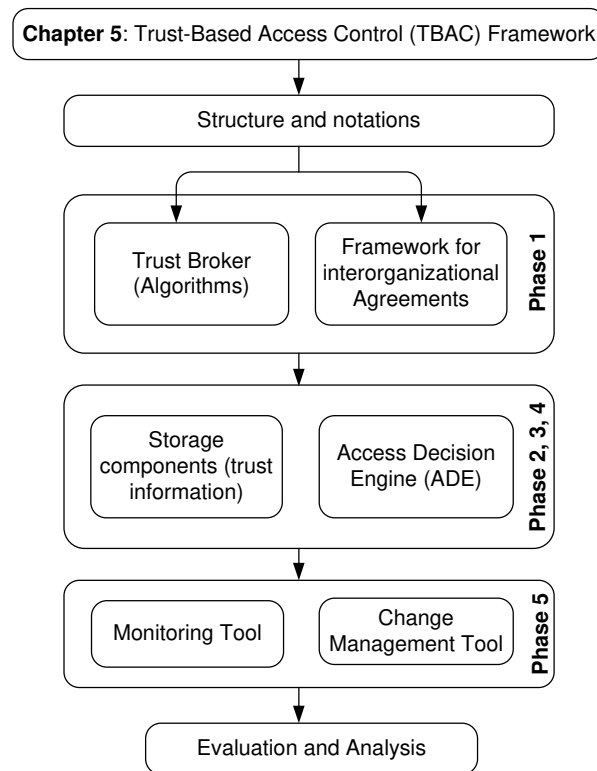 Chapter 5: Trust-Based Access Control (TBAC) Framework
Structure and notations
Trust Broker
(Algorithms)
Framework for
interorganizational
Agreements
Phase 1
Storage
components (trust
information)
Access Decision
Engine (ADE)
Phase 2, 3, 4
Monitoring Tool
Change
Management Tool
Phase 5
Evaluation and Analysis